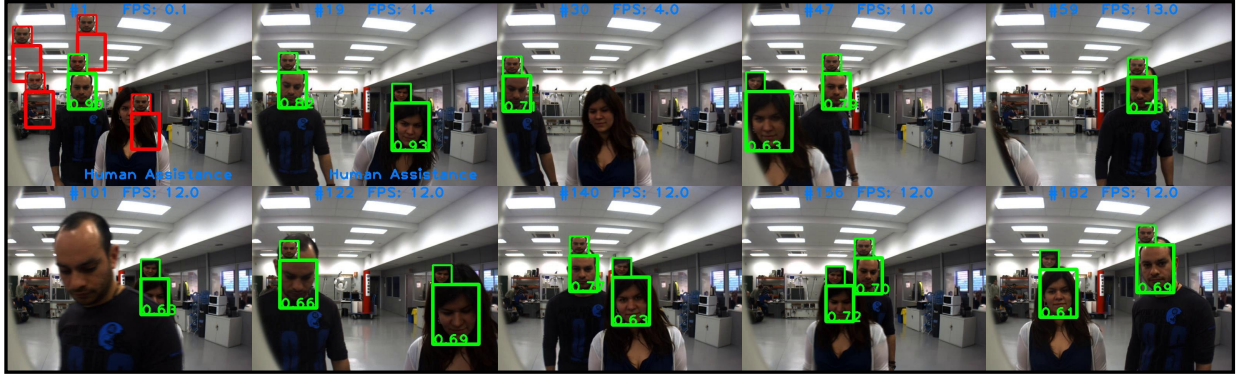 #1 FPS: 0.1
0.95
Human Assistance
#19 FPS: 1.4
0.82
0.93
Human Assistance
#30 FPS: 4.0
0.71
#47 FPS: 11.0
0.63
#59 FPS: 13.0
0.73
#101 FPS: 12.0
0.63
#122 FPS: 12.0
0.66
0.69
#140 FPS: 12.0
0.63
#156 FPS: 12.0
0.70
0.72
#182 FPS: 12.0
0.69
0.61